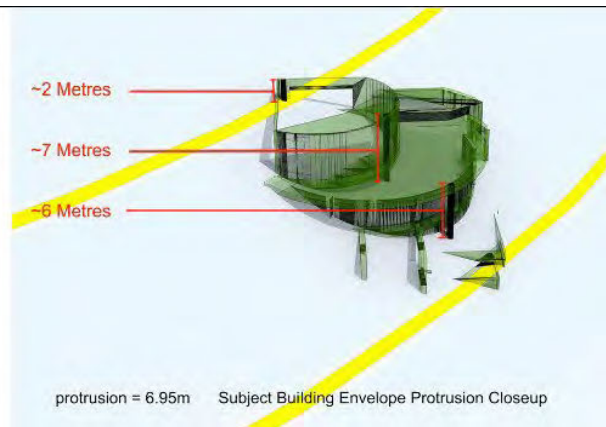 ~2 Metres
~7 Metres
~6 Metres
protrusion = 6.95m Subject Building Envelope Protrusion Closeup